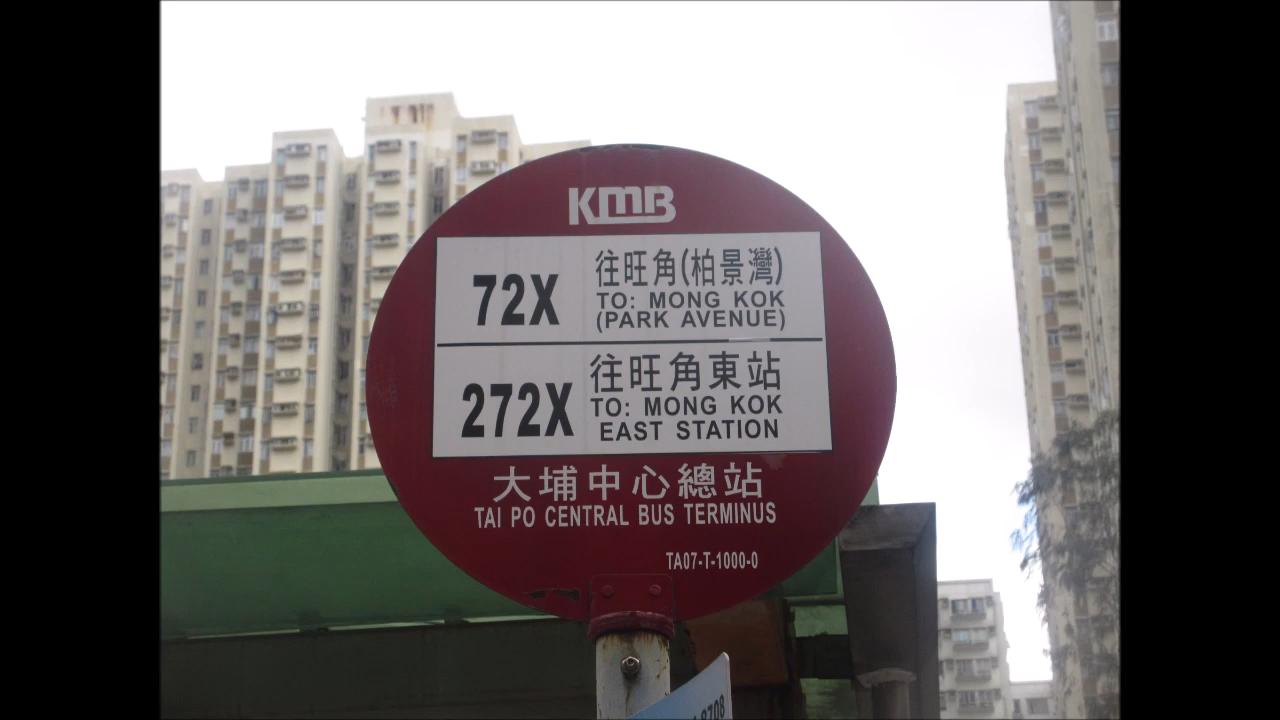 KMB
72X
往旺角(柏景灣)
TO: MONG KOK
(PARK AVENUE)
272X
往旺角東站
TO: MONG KOK
EAST STATION
大埔中心總站
TAI PO CENTRAL BUS TERMINUS
TA07-T-1000-0
8708